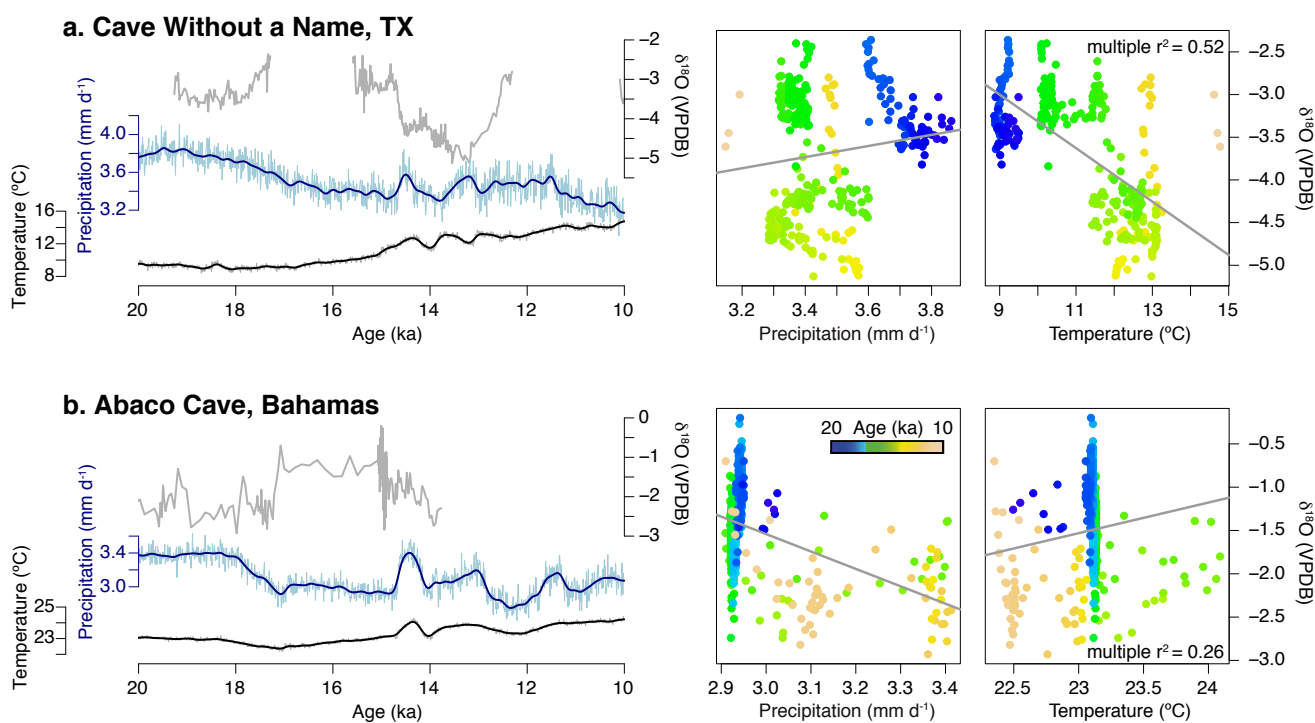 a. Cave Without a Name, TX
Temperature (ºC)
16
12
8
Precipitation (mm d⁻¹)
4.0
3.6
3.2
−2
−3
−4
−5
δ¹⁸O (VPDB)
20 18 16 14 12 10
Age (ka)
3.2 3.4 3.6 3.8
Precipitation (mm d⁻¹)
multiple r² = 0.52
−2.5
−3.0
−3.5
−4.0
−4.5
−5.0
δ¹⁸O (VPDB)
9 11 13 15
Temperature (ºC)
b. Abaco Cave, Bahamas
Temperature (ºC)
25
23
Precipitation (mm d⁻¹)
3.4
3.0
0
−1
−2
−3
δ¹⁸O (VPDB)
20 18 16 14 12 10
Age (ka)
20 Age (ka) 10
2.9 3.0 3.1 3.2 3.3 3.4
Precipitation (mm d⁻¹)
−0.5
−1.0
−1.5
−2.0
−2.5
−3.0
δ¹⁸O (VPDB)
multiple r² = 0.26
22.5 23 23.5 24
Temperature (ºC)